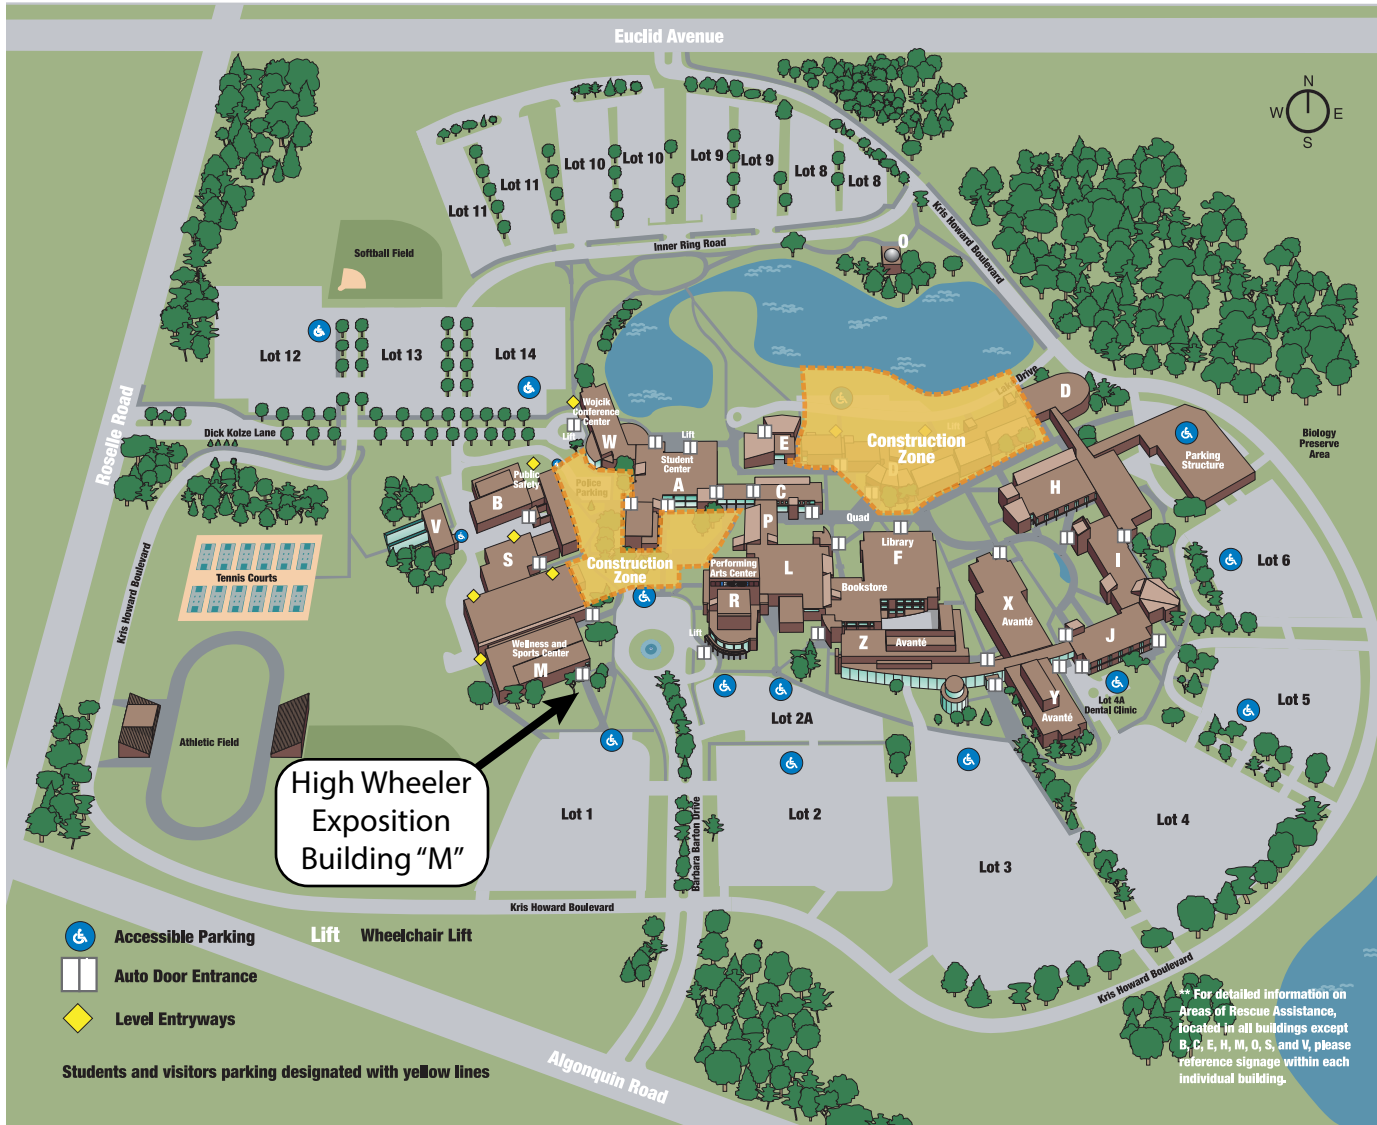 Euclid Avenue
N
W E
S
Lot 10
Lot 10
Lot 9
Lot 9
Lot 11
Lot 8
Lot 8
Lot 11
Kris Howard Boulevard
Inner Ring Road
O
Softball Field
Lot 12
Lot 13
Lot 14
Roselle Road
Dick Kolze Lane
Wojcik
Conference
Center
Lift
W
Lift
Student
Center
A
E
Construction
Zone
Lake Drive
D
Parking
Structure
Biology
Preserve
Area
Public
Safety
B
Police
Parking
C
H
V
P
Quad
Library
F
S
Construction
Zone
Performing
Arts Center
L
Bookstore
I
Lot 6
Tennis Courts
Kris Howard Boulevard
R
X
Avanté
Lift
Z
Avanté
J
Wellness and
Sports Center
M
Y
Avanté
Lot 4A
Dental Clinic
Lot 5
Athletic Field
Lot 2A
High Wheeler
Exposition
Building “M”
Lot 1
Barbara Barton Drive
Lot 2
Lot 3
Lot 4
Kris Howard Boulevard
Kris Howard Boulevard
Algonquin Road
Accessible Parking
Lift Wheelchair Lift
Auto Door Entrance
Level Entryways
Students and visitors parking designated with yellow lines
** For detailed information on
Areas of Rescue Assistance,
located in all buildings except
B, C, E, H, M, O, S, and V, please
reference signage within each
individual building.